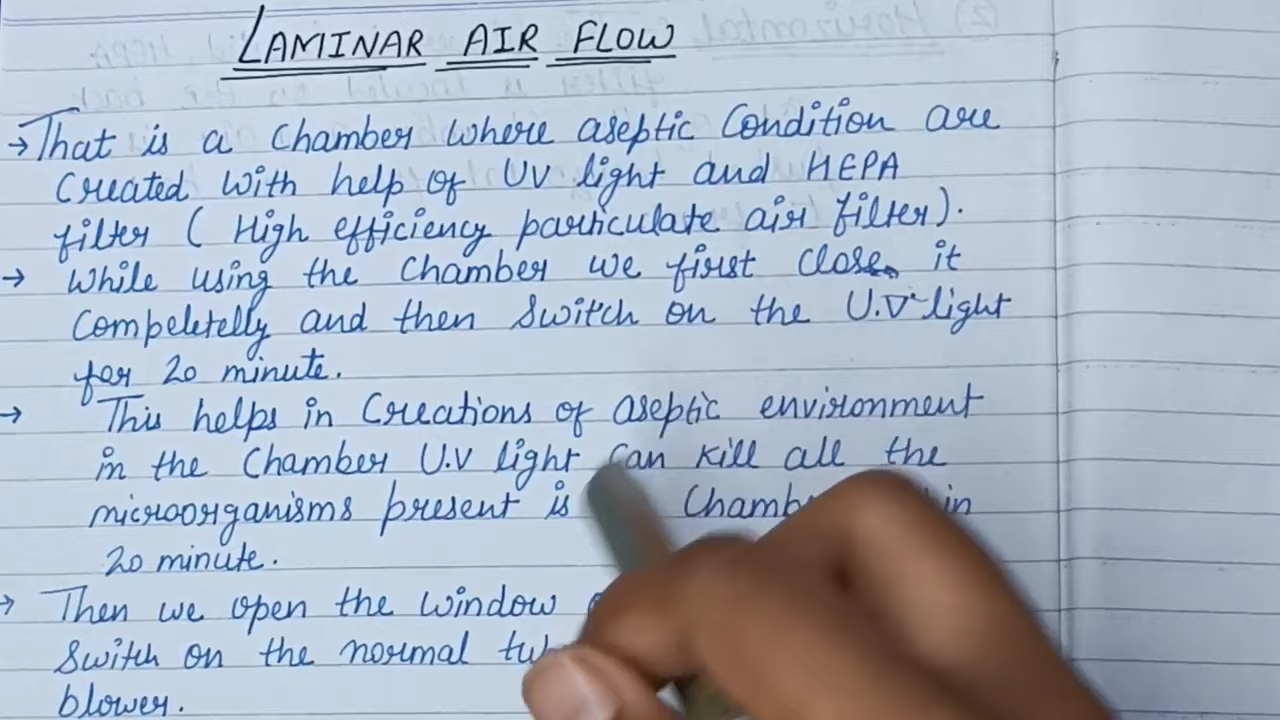 LAMINAR AIR FLOW
→ That is a chamber where aseptic condition are
created with help of UV light and HEPA
filter ( High efficiency particulate air filter).
→ While using the chamber we first close it
compeletelly and then switch on the U.V light
for 20 minute.
→ This helps in creations of aseptic environment
in the chamber U.V light can kill all the
microorganisms present is
20 minute.
→ Then we open the window
switch on the normal
blower.